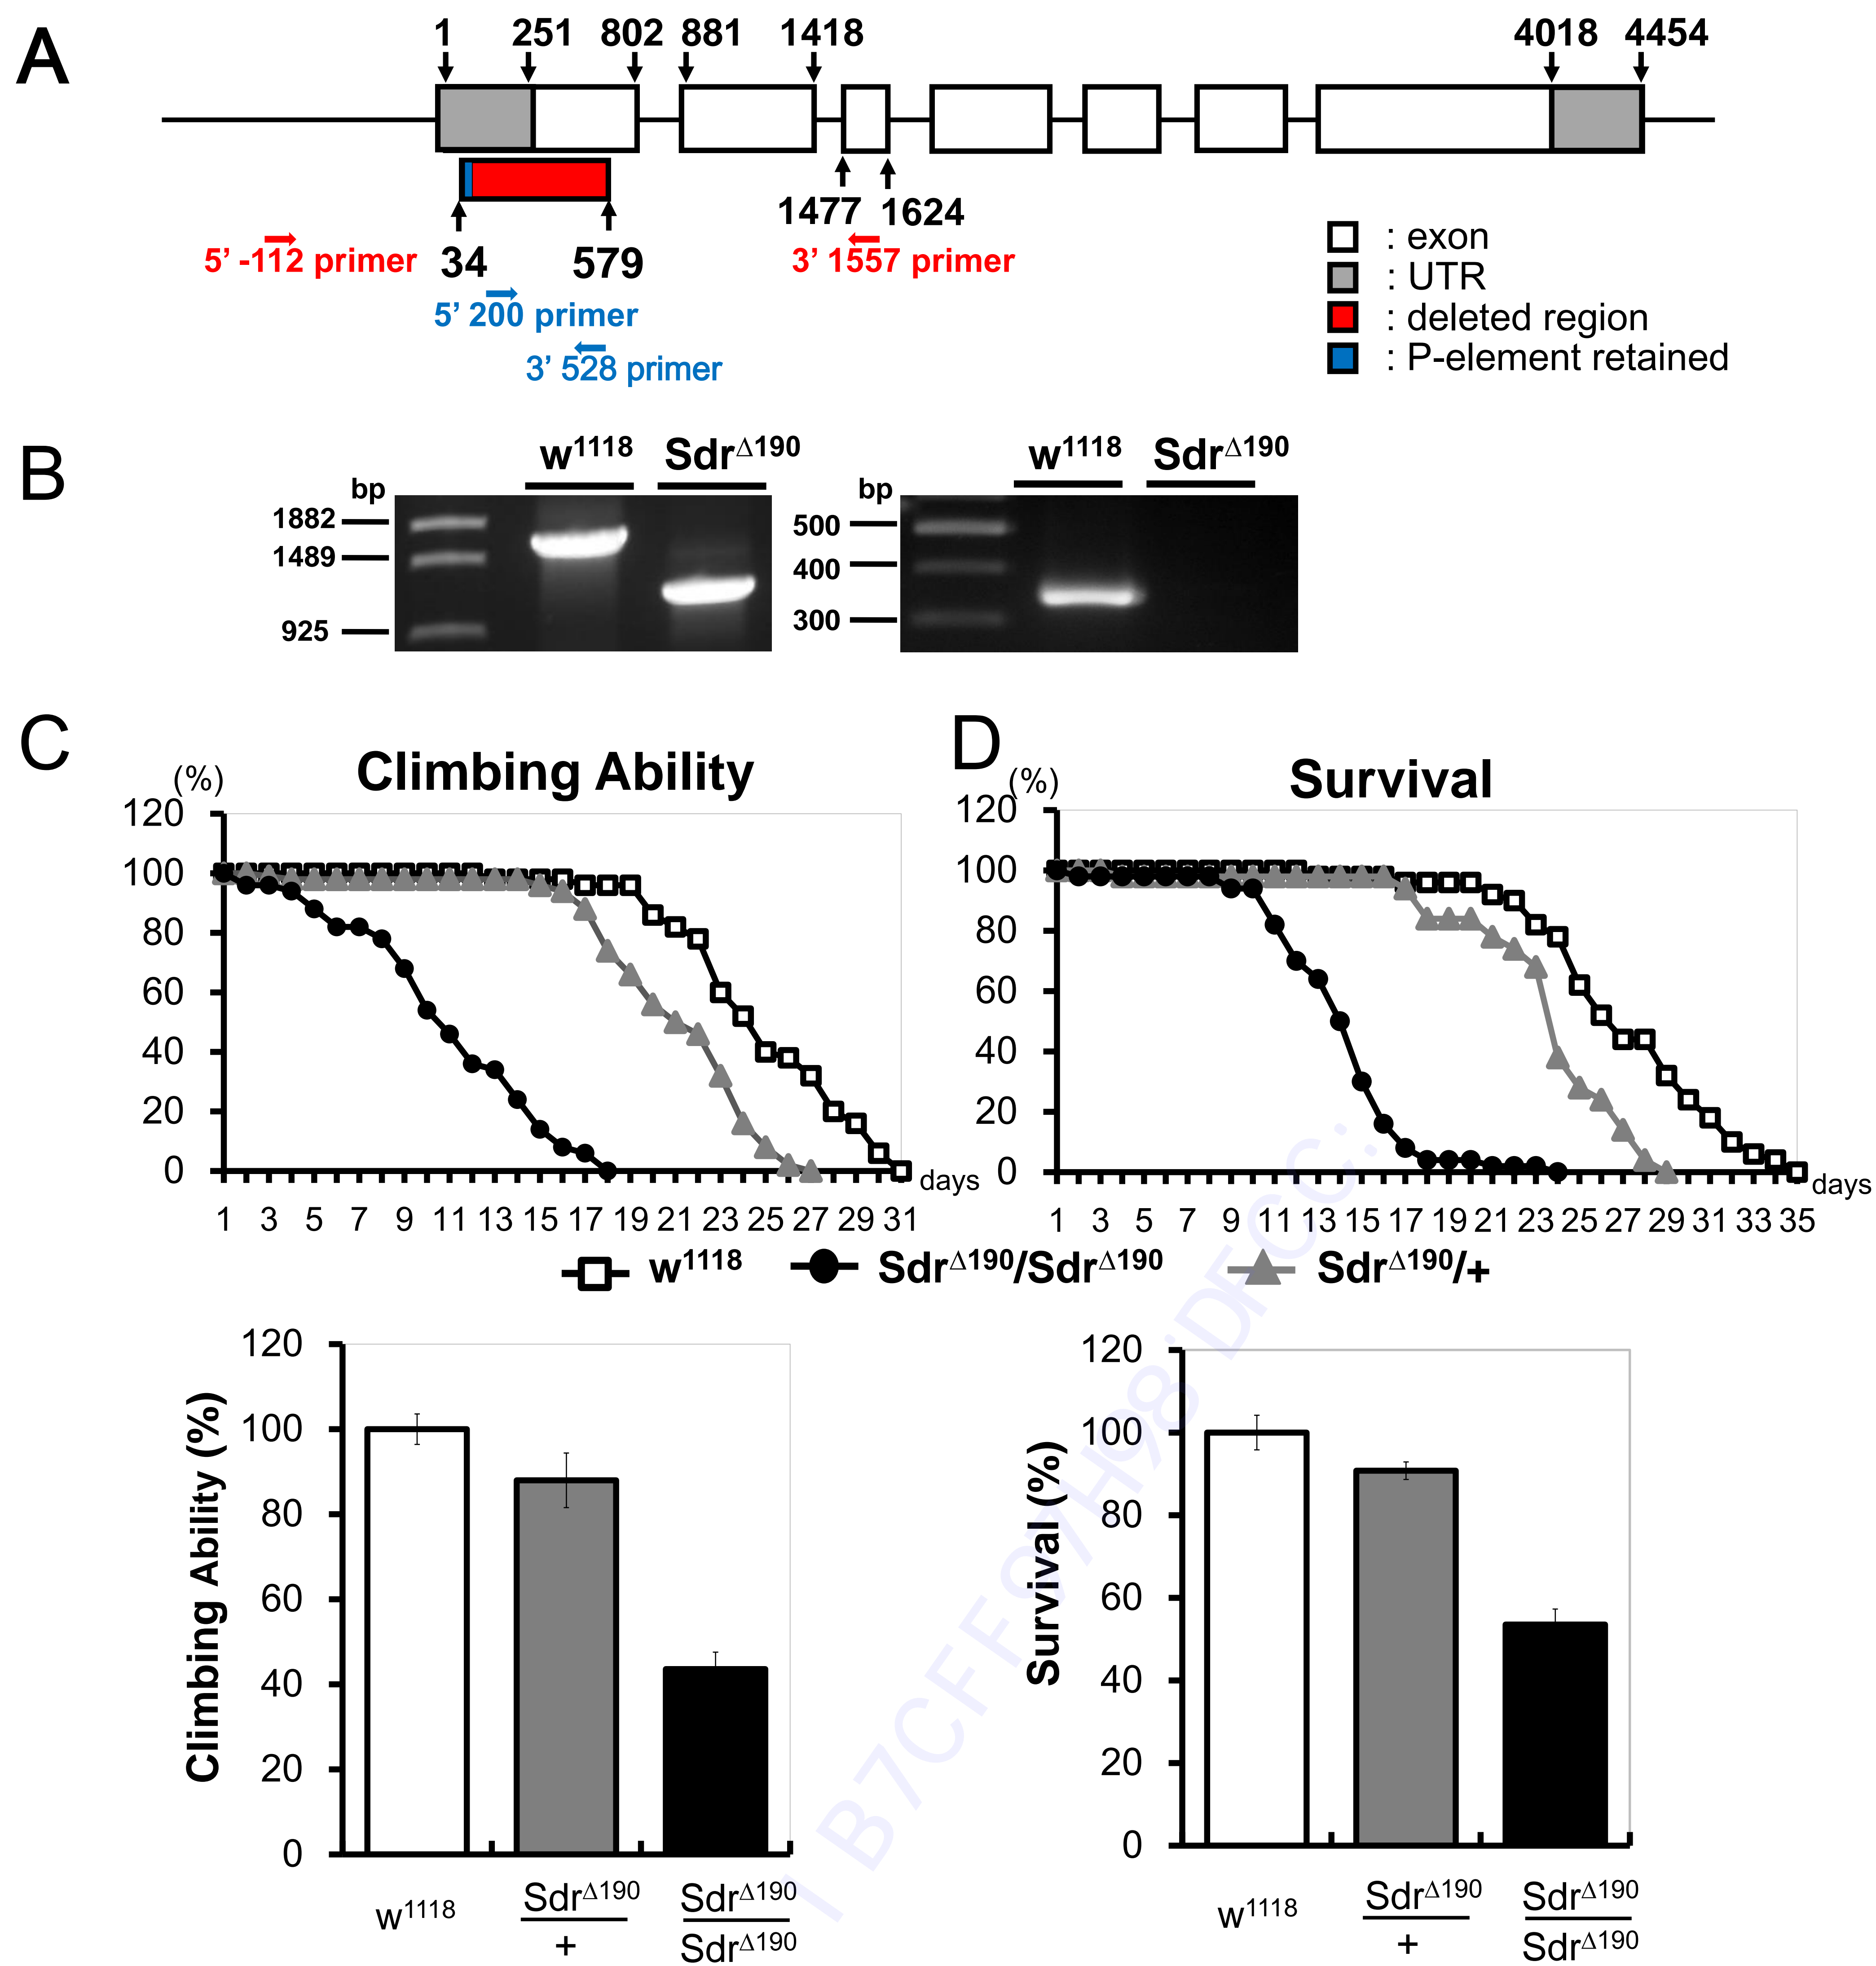 A
1 251 802 881 1418 4018 4454
1477 1624
34 579
5’ -112 primer
3’ 1557 primer
5’ 200 primer
3’ 528 primer
: exon
: UTR
: deleted region
: P-element retained
B
bp w1118 SdrΔ190
1882
1489
925
bp w1118 SdrΔ190
500
400
300
C
Climbing Ability
(%)
120
100
80
60
40
20
0
days
1 3 5 7 9 11 13 15 17 19 21 23 25 27 29 31
D
Survival
(%)
120
100
80
60
40
20
0
days
1 3 5 7 9 11 13 15 17 19 21 23 25 27 29 31 33 35
w1118 SdrΔ190/SdrΔ190 SdrΔ190/+
Climbing Ability (%)
120
100
80
60
40
20
0
w1118
SdrΔ190
+
SdrΔ190
SdrΔ190
Survival (%)
120
100
80
60
40
20
0
w1118
SdrΔ190
+
SdrΔ190
SdrΔ190